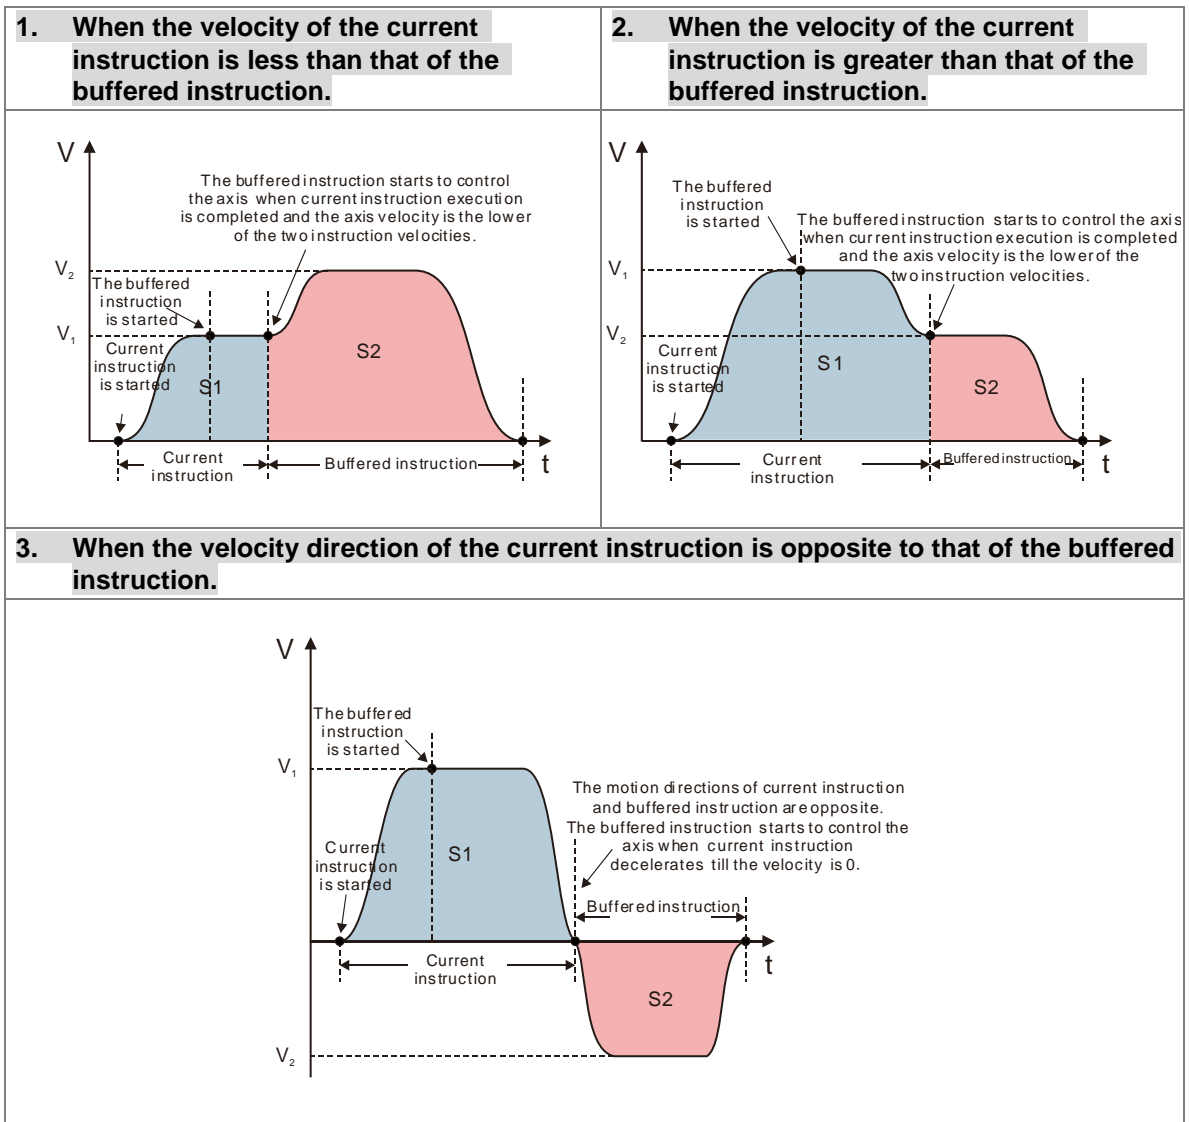 1. When the velocity of the current
instruction is less than that of the
buffered instruction.
2. When the velocity of the current
instruction is greater than that of the
buffered instruction.
V
The buffered instruction starts to control
the axis when current instruction execution
is completed and the axis velocity is the lower
of the two instruction velocities.
V2
The buffered
instruction
is started
V1
Current
instruction
is started
S1
S2
Current
instruction
Buffered instruction
t
V
The buffered
instruction
is started
The buffered instruction starts to control the axis
when current instruction execution is completed
and the axis velocity is the lower of the
two instruction velocities.
V1
V2
Current
instruction
is started
S1
S2
Current
instruction
Buffered instruction
t
3. When the velocity direction of the current instruction is opposite to that of the buffered
instruction.
V
The buffered
instruction
is started
V1
The motion directions of current instruction
and buffered instruction are opposite.
The buffered instruction starts to control the
axis when current instruction
decelerates till the velocity is 0.
Current
instruction
is started
S1
Buffered instruction
Current
instruction
t
S2
V2